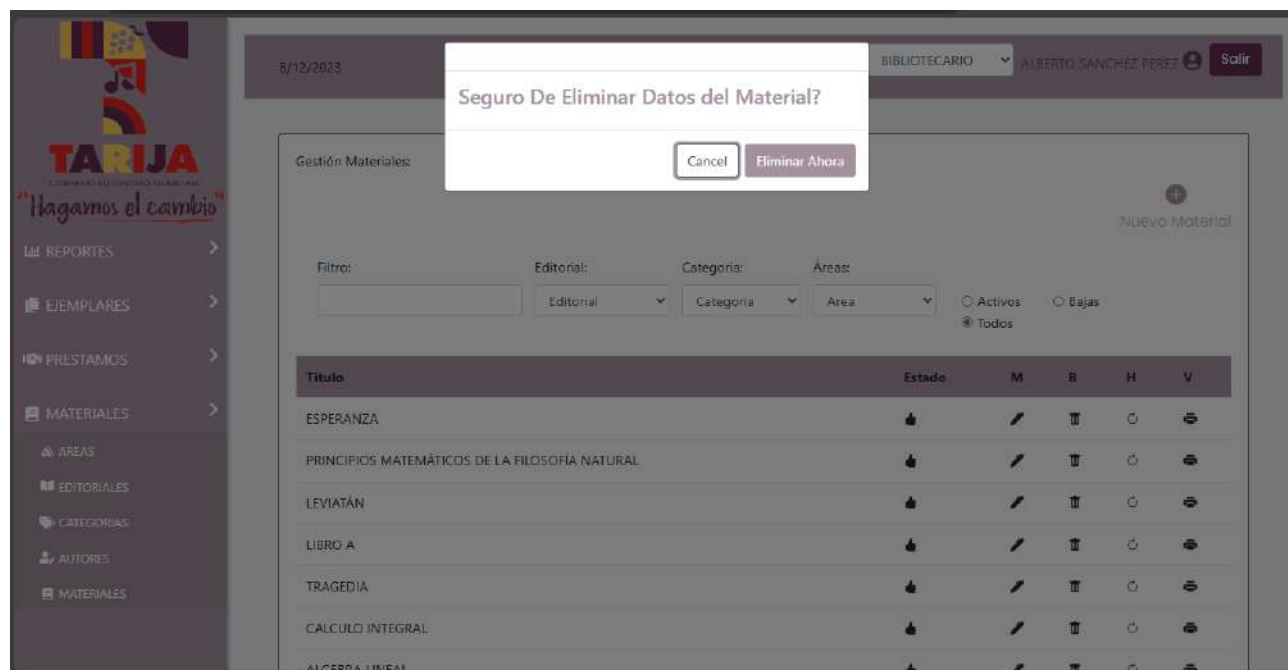 8/12/2023
BIBLIOTECARIO
ALBERTO SANCHEZ PEREZ
Salir
Seguro De Eliminar Datos del Material?
Cancel
Eliminar Ahora
TARIJA
"Hagamos el cambio"
REPORTES
EJEMPLARES
PRESTAMOS
MATERIALES
AREAS
EDITORIALES
CATEGORIAS
AUTORES
MATERIALES
Gestión Materiales:
Nuevo Material
Filtro:
Editorial:
Categoria:
Áreas:
Editorial
Categoria
Area
Activos
Bajas
Todos
Titulo Estado M B H V
ESPERANZA
PRINCIPIOS MATEMÁTICOS DE LA FILOSOFÍA NATURAL
LEVIATÁN
LIBRO A
TRAGEDIA
CALCULO INTEGRAL
ALGEBRA LINEAL